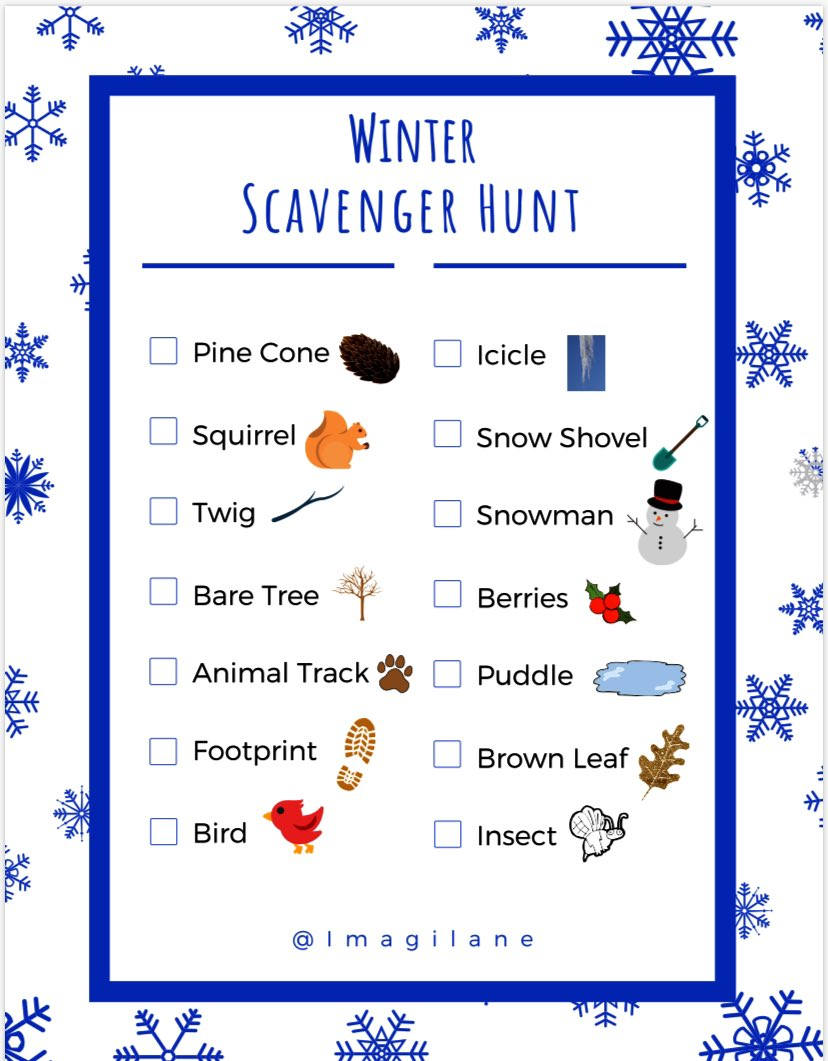 Winter
Scavenger Hunt
Pine Cone
Squirrel
Twig
Bare Tree
Animal Track
Footprint
Bird
Icicle
Snow Shovel
Snowman
Berries
Puddle
Brown Leaf
Insect
@Imagilane